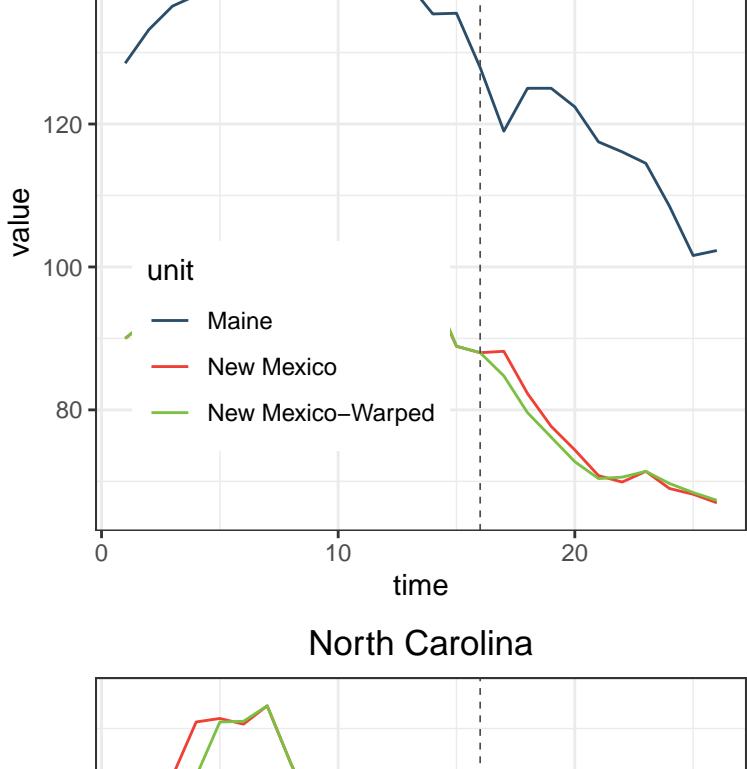 120
100
80
value
unit
Maine
New Mexico
New Mexico−Warped
0
10
20
time
North Carolina